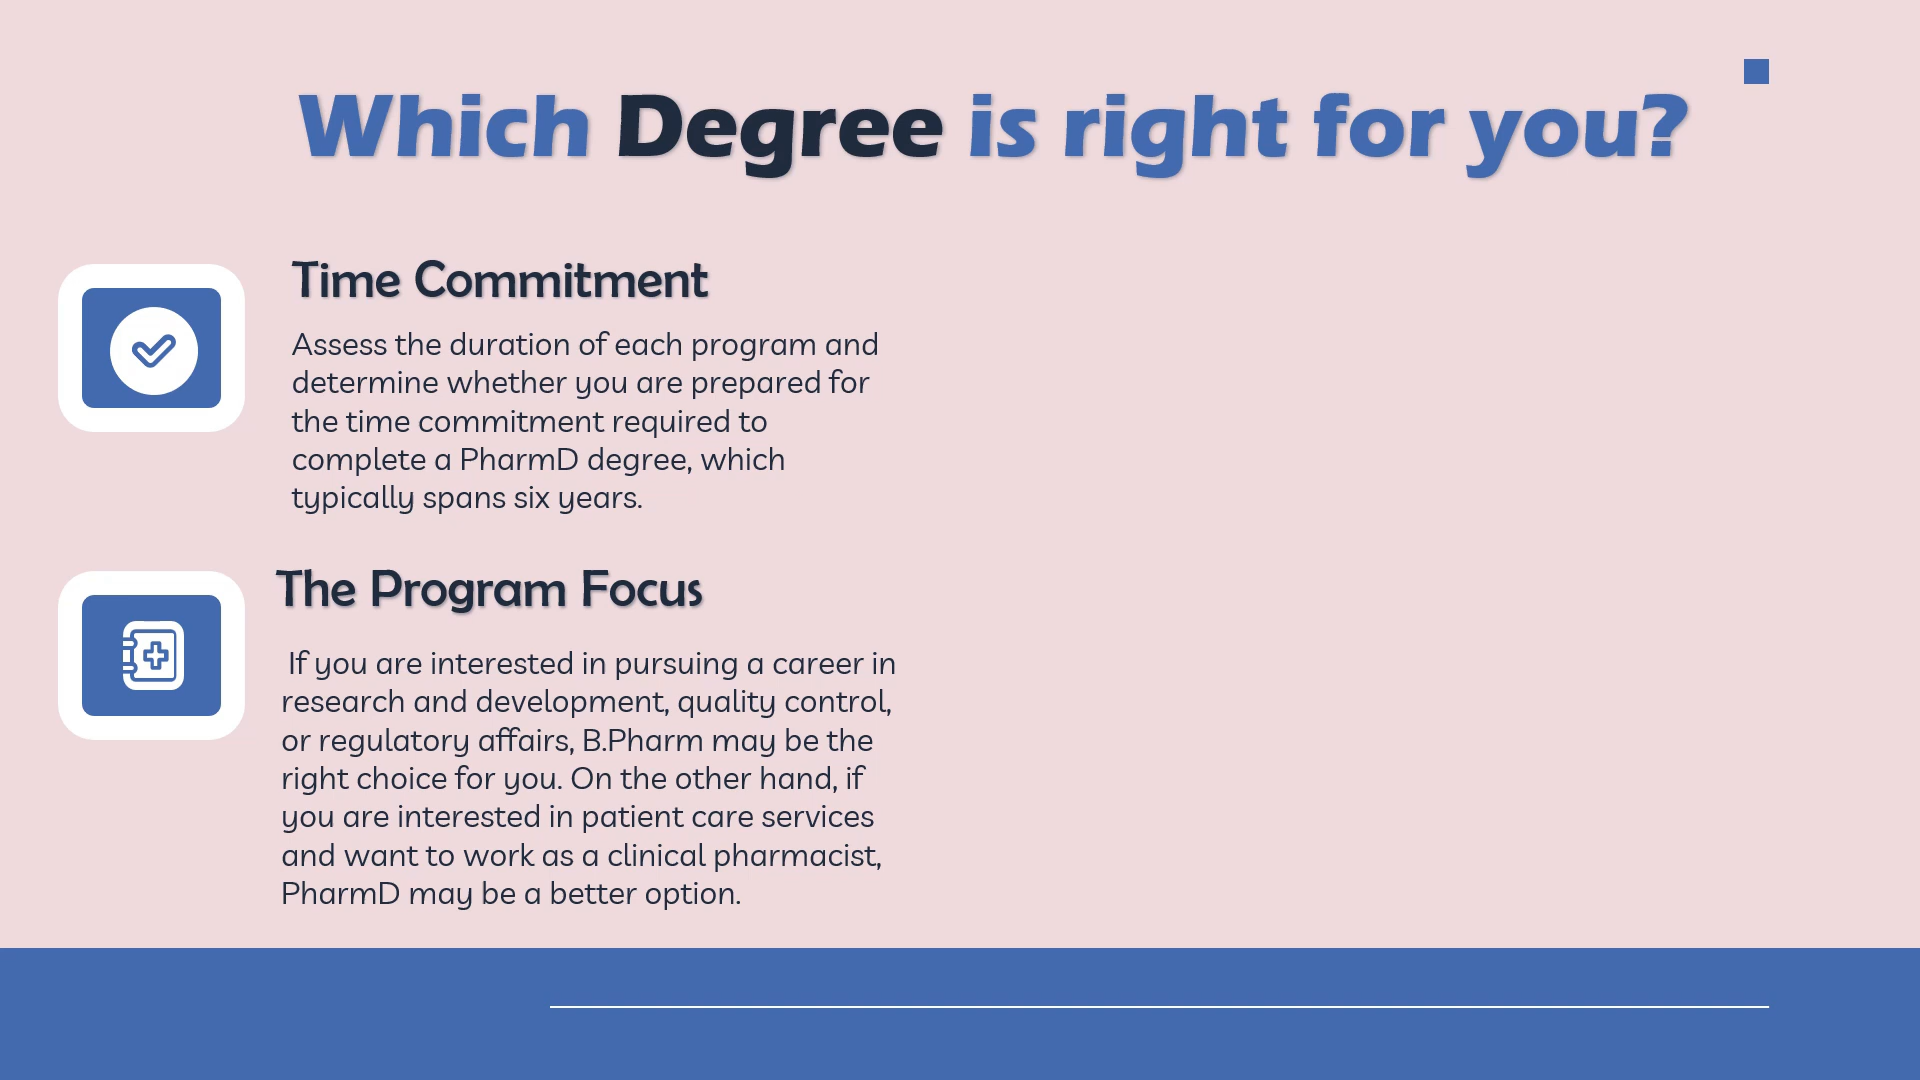 Which Degree is right for you?
Time Commitment
Assess the duration of each program and
determine whether you are prepared for
the time commitment required to
complete a PharmD degree, which
typically spans six years.
The Program Focus
If you are interested in pursuing a career in
research and development, quality control,
or regulatory affairs, B.Pharm may be the
right choice for you. On the other hand, if
you are interested in patient care services
and want to work as a clinical pharmacist,
PharmD may be a better option.